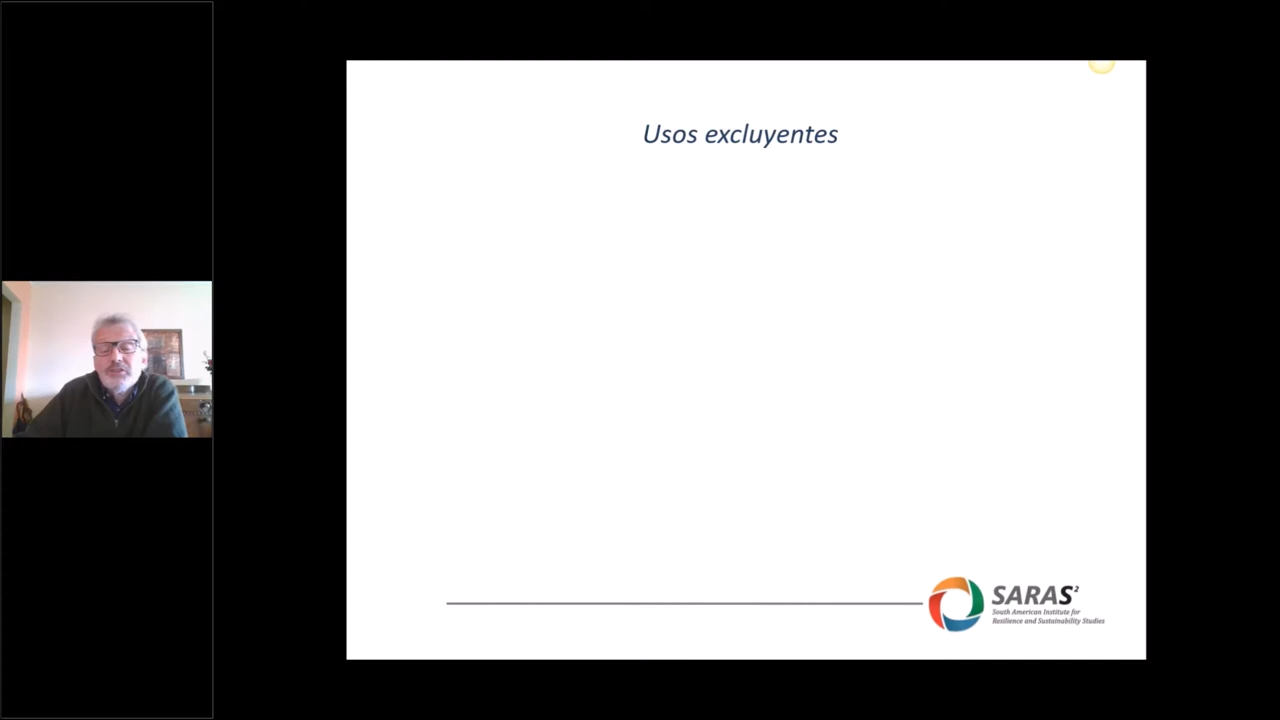 Usos excluyentes
SARAS²
South American Institute for
Resilience and Sustainability Studies